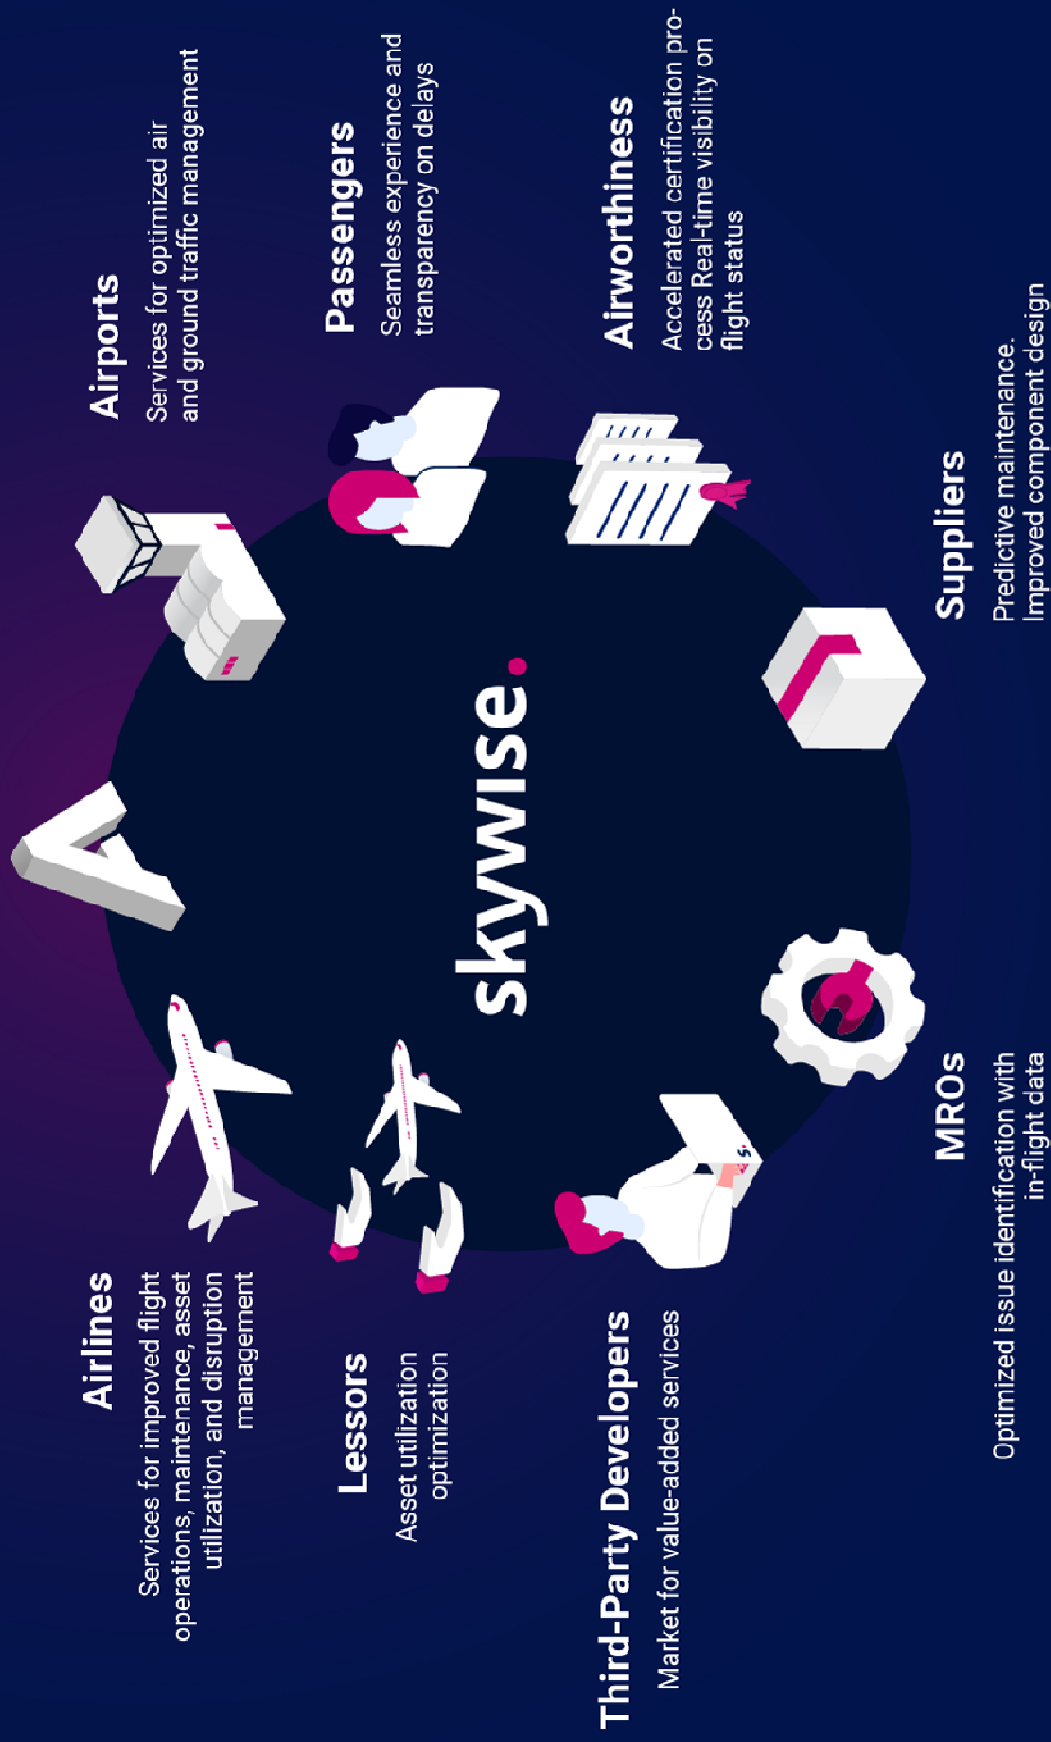 Airlines
Services for improved flight
operations, maintenance, asset
utilization, and disruption
management
Lessors
Asset utilization
optimization
Third-Party Developers
Market for value-added services
MROs
Optimized issue identification with
in-flight data
skywise.
S.
Airports
Services for optimized air
and ground traffic management
Passengers
Seamless experience and
transparency on delays
Airworthiness
Accelerated certification pro-
cess Real-time visibility on
flight status
Suppliers
Predictive maintenance.
Improved component design